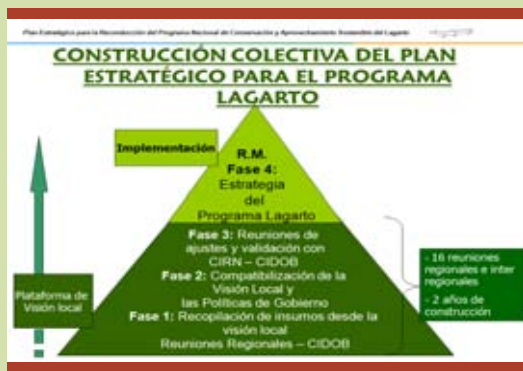 Plan Estratégico para la Reconducción del Programa Nacional de Conservación y Aprovechamiento Sostenible del Lagarto
CONSTRUCCIÓN COLECTIVA DEL PLAN
ESTRATÉGICO PARA EL PROGRAMA
LAGARTO
Implementación
R.M.
Fase 4:
Estrategia
del
Programa Lagarto
Fase 3: Reuniones de
ajustes y validación con
CIRN – CIDOB
Fase 2: Compatibilización de la
Visión Local y
las Políticas de Gobierno
Fase 1: Recopilación de insumos desde la
visión local
Reuniones Regionales – CIDOB
Plataforma de
Visión local
- 16 reuniones
regionales e inter
regionales
- 2 años de
construcción